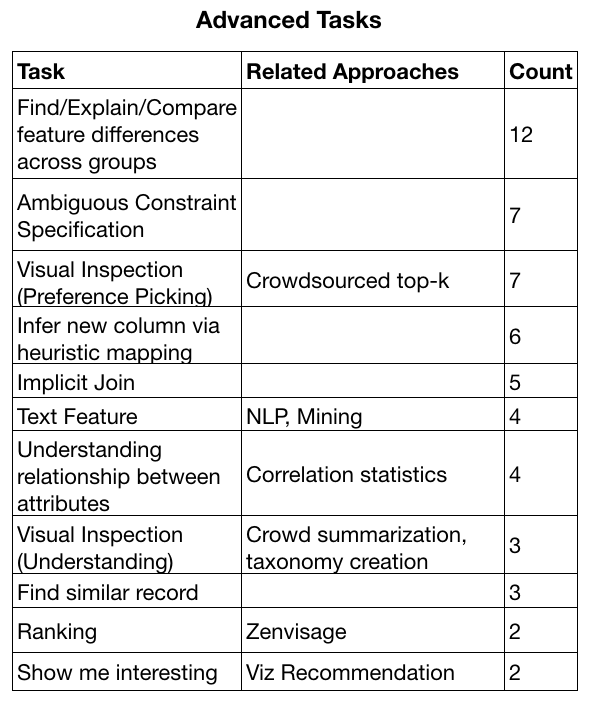 Advanced Tasks
Task Related Approaches Count
Find/Explain/Compare
feature differences
across groups
12
Ambiguous Constraint
Specification
7
Visual Inspection
(Preference Picking)
Crowdsourced top-k
7
Infer new column via
heuristic mapping
6
Implicit Join 5
Text Feature NLP, Mining 4
Understanding
relationship between
attributes
Correlation statistics
4
Visual Inspection
(Understanding)
Crowd summarization,
taxonomy creation
3
Find similar record 3
Ranking Zenvisage 2
Show me interesting Viz Recommendation 2